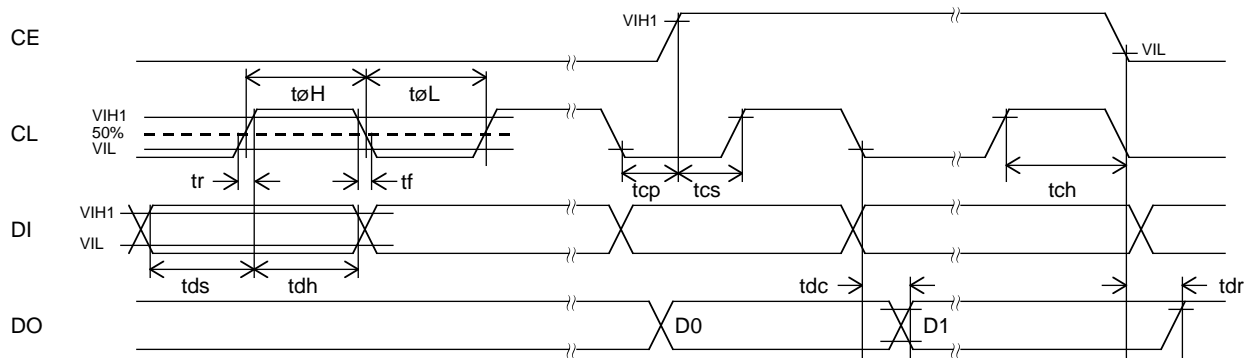 CE
VIH1
VIL
tøH
tøL
CL
VIH1
50%
VIL
tr
tf
tcp
tcs
tch
DI
VIH1
VIL
tds
tdh
tdc
tdr
DO
D0
D1